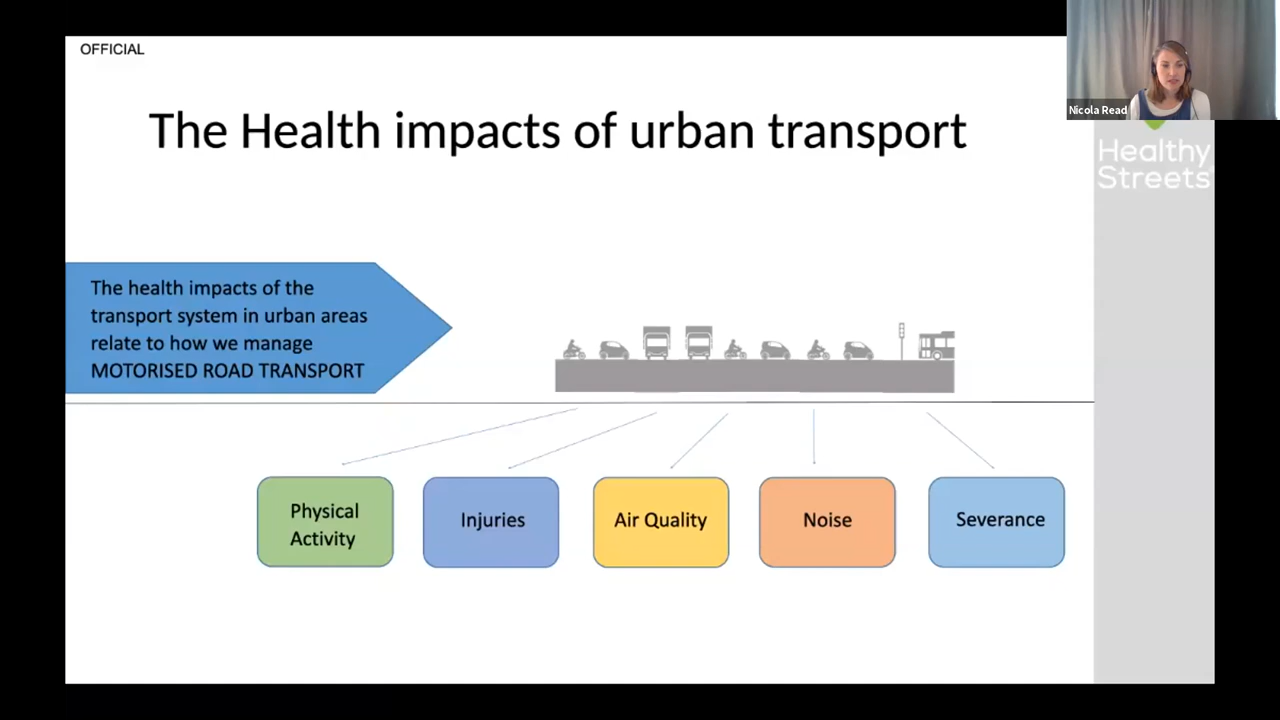 OFFICIAL
The Health impacts of urban transport
Nicola Read
Healthy
Streets
The health impacts of the
transport system in urban areas
relate to how we manage
MOTORISED ROAD TRANSPORT
Physical
Activity
Injuries
Air Quality
Noise
Severance